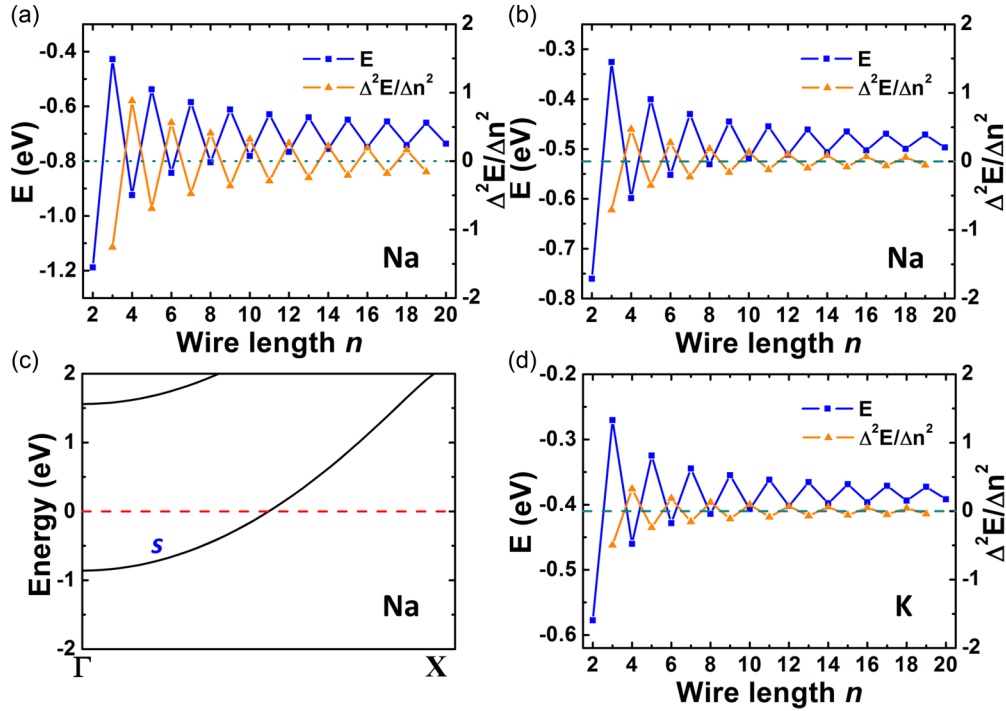 (a)
E (eV)
-0.4
-0.6
-0.8
-1.0
-1.2
E
Δ²E/Δn²
Na
2
1
0
-1
-2
Δ²E/Δn²
2 4 6 8 10 12 14 16 18 20
Wire length n
(b)
E (eV)
-0.3
-0.4
-0.5
-0.6
-0.7
-0.8
E
Δ²E/Δn²
Na
2
1
0
-1
-2
Δ²E/Δn²
2 4 6 8 10 12 14 16 18 20
Wire length n
(c)
Energy (eV)
2
1
0
-1
-2
S
Na
Γ X
(d)
E (eV)
-0.2
-0.3
-0.4
-0.5
-0.6
E
Δ²E/Δn²
K
2
1
0
-1
-2
Δ²E/Δn²
2 4 6 8 10 12 14 16 18 20
Wire length n